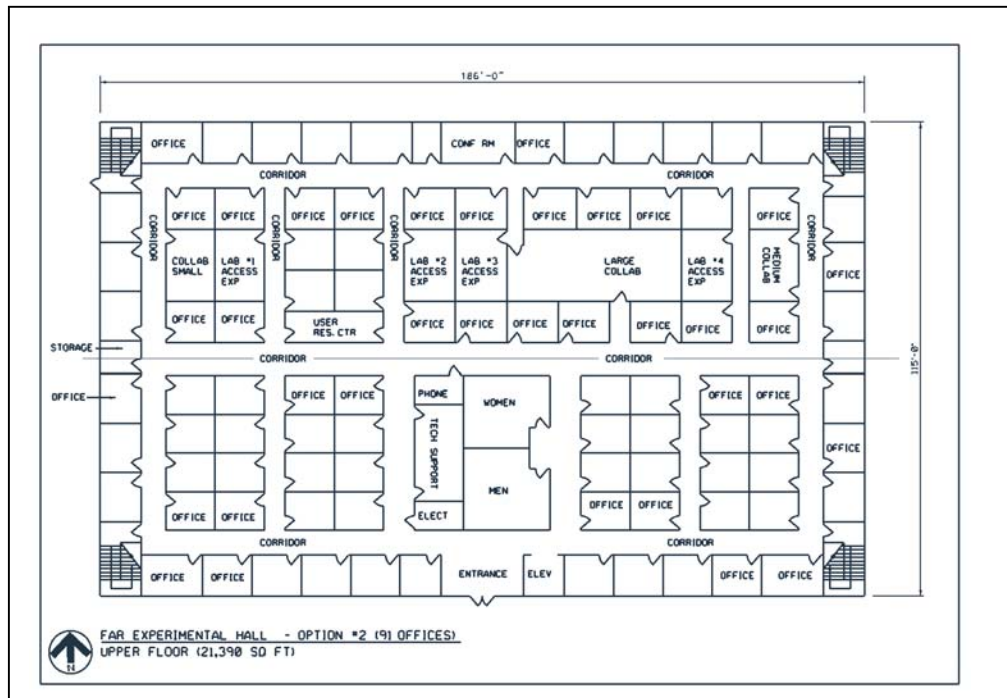 186'-0"
OFFICE
CONF RM
OFFICE
CORRIDOR
CORRIDOR
OFFICE
OFFICE
OFFICE
OFFICE
OFFICE
OFFICE
OFFICE
OFFICE
OFFICE
OFFICE
CORRIDOR
CORRIDOR
CORRIDOR
CORRIDOR
COLLAB
SMALL
LAB #1
ACCESS
EXP
LAB #2
ACCESS
EXP
LAB #3
ACCESS
EXP
LARGE
COLLAB
LAB #4
ACCESS
EXP
MEDIUM
COLLAB
OFFICE
OFFICE
OFFICE
USER
RES. CTR
OFFICE
OFFICE
OFFICE
OFFICE
OFFICE
OFFICE
OFFICE
STORAGE
CORRIDOR
CORRIDOR
115'-0"
OFFICE
OFFICE
OFFICE
PHONE
WOMEN
OFFICE
OFFICE
TECH SUPPORT
OFFICE
MEN
OFFICE
OFFICE
ELECT
OFFICE
OFFICE
CORRIDOR
CORRIDOR
OFFICE
OFFICE
ENTRANCE
ELEV
OFFICE
OFFICE
FAR EXPERIMENTAL HALL - OPTION #2 (91 OFFICES)
UPPER FLOOR (21,390 SQ FT)
N